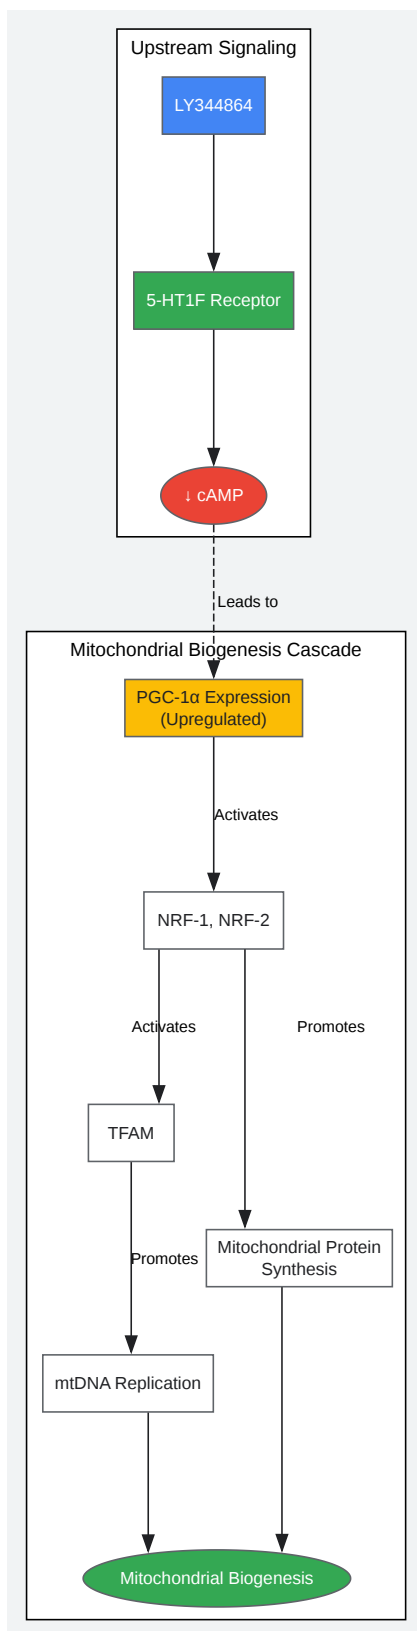 Upstream Signaling
LY344864
5-HT1F Receptor
↓ cAMP
Leads to
Mitochondrial Biogenesis Cascade
PGC-1α Expression
(Upregulated)
Activates
NRF-1, NRF-2
Activates
Promotes
TFAM
Mitochondrial Protein
Synthesis
Promotes
mtDNA Replication
Mitochondrial Biogenesis